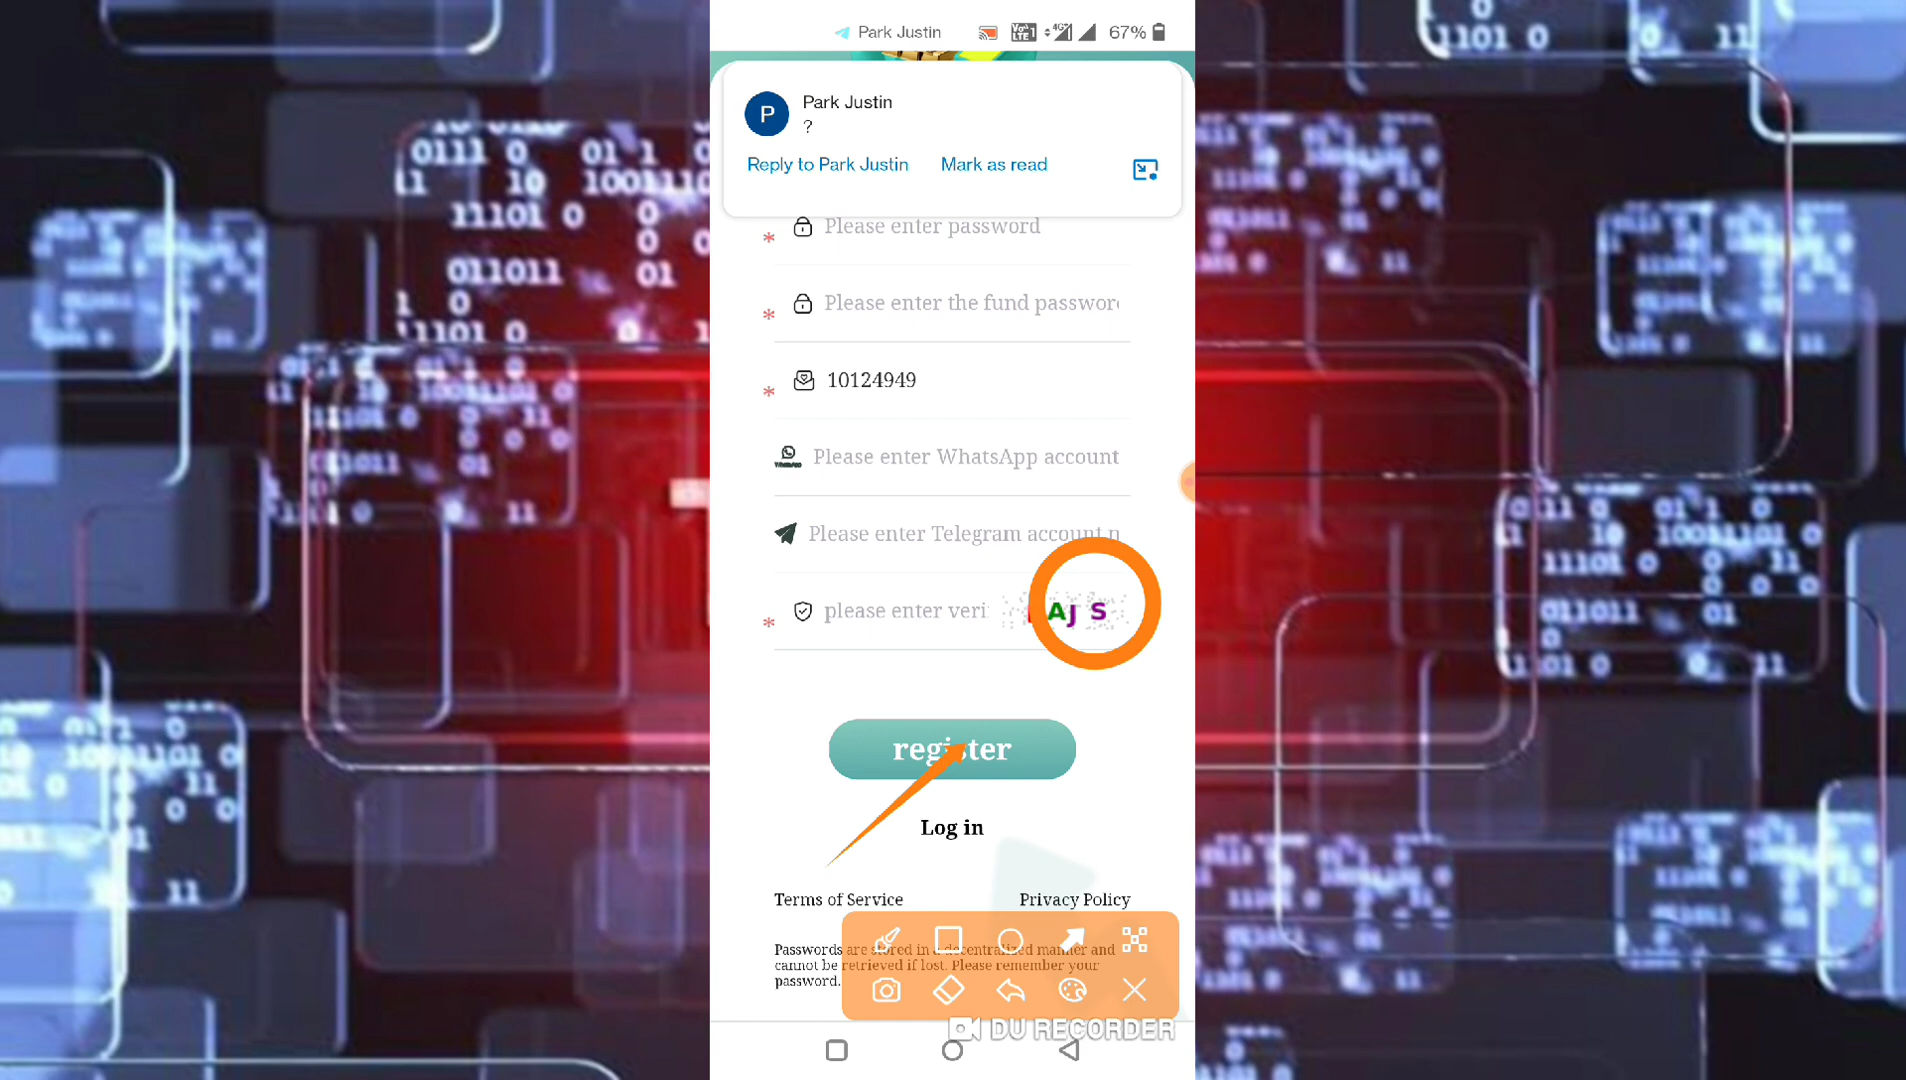 Park Justin
67%
Park Justin
?
Reply to Park Justin
Mark as read
Please enter password
Please enter the fund passwor
10124949
Please enter WhatsApp account
Please enter Telegram account n
please enter veri
AJS
register
Log in
Terms of Service
Privacy Policy
Passwords are stored in a decentralized manner and
cannot be retrieved if lost. Please remember your
password.
DU RECORDER